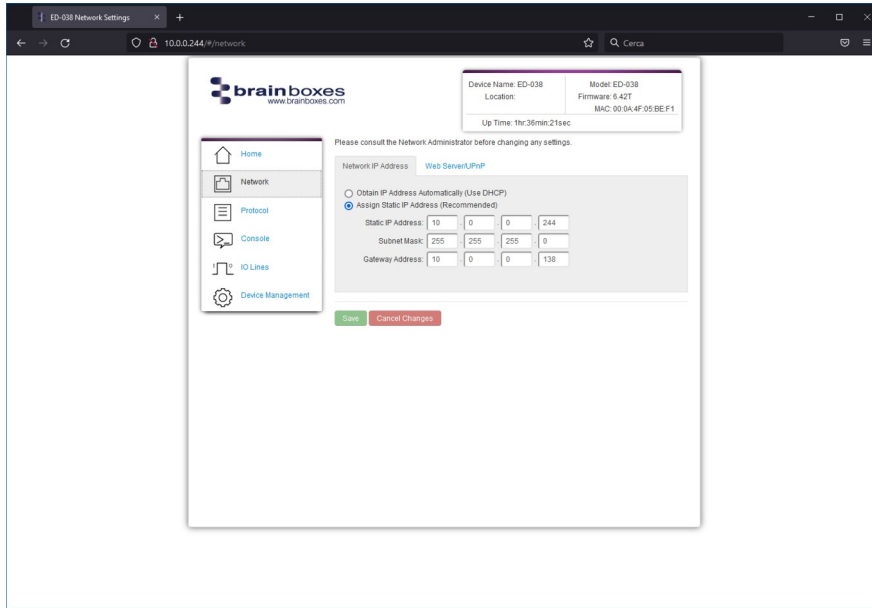 ED-038 Network Settings
10.0.0.244/#/network
Cerca
brainboxes
www.brainboxes.com
Device Name: ED-038
Location:
Model: ED-038
Firmware: 6.42T
MAC: 00:0A:4F:05:BE:F1
Up Time: 1hr:36min:21sec
Home
Network
Protocol
Console
IO Lines
Device Management
Please consult the Network Administrator before changing any settings.
Network IP Address Web Server/UPnP
Obtain IP Address Automatically (Use DHCP)
Assign Static IP Address (Recommended)
Static IP Address: 10 . 0 . 0 . 244
Subnet Mask: 255 . 255 . 255 . 0
Gateway Address: 10 . 0 . 0 . 138
Save Cancel Changes